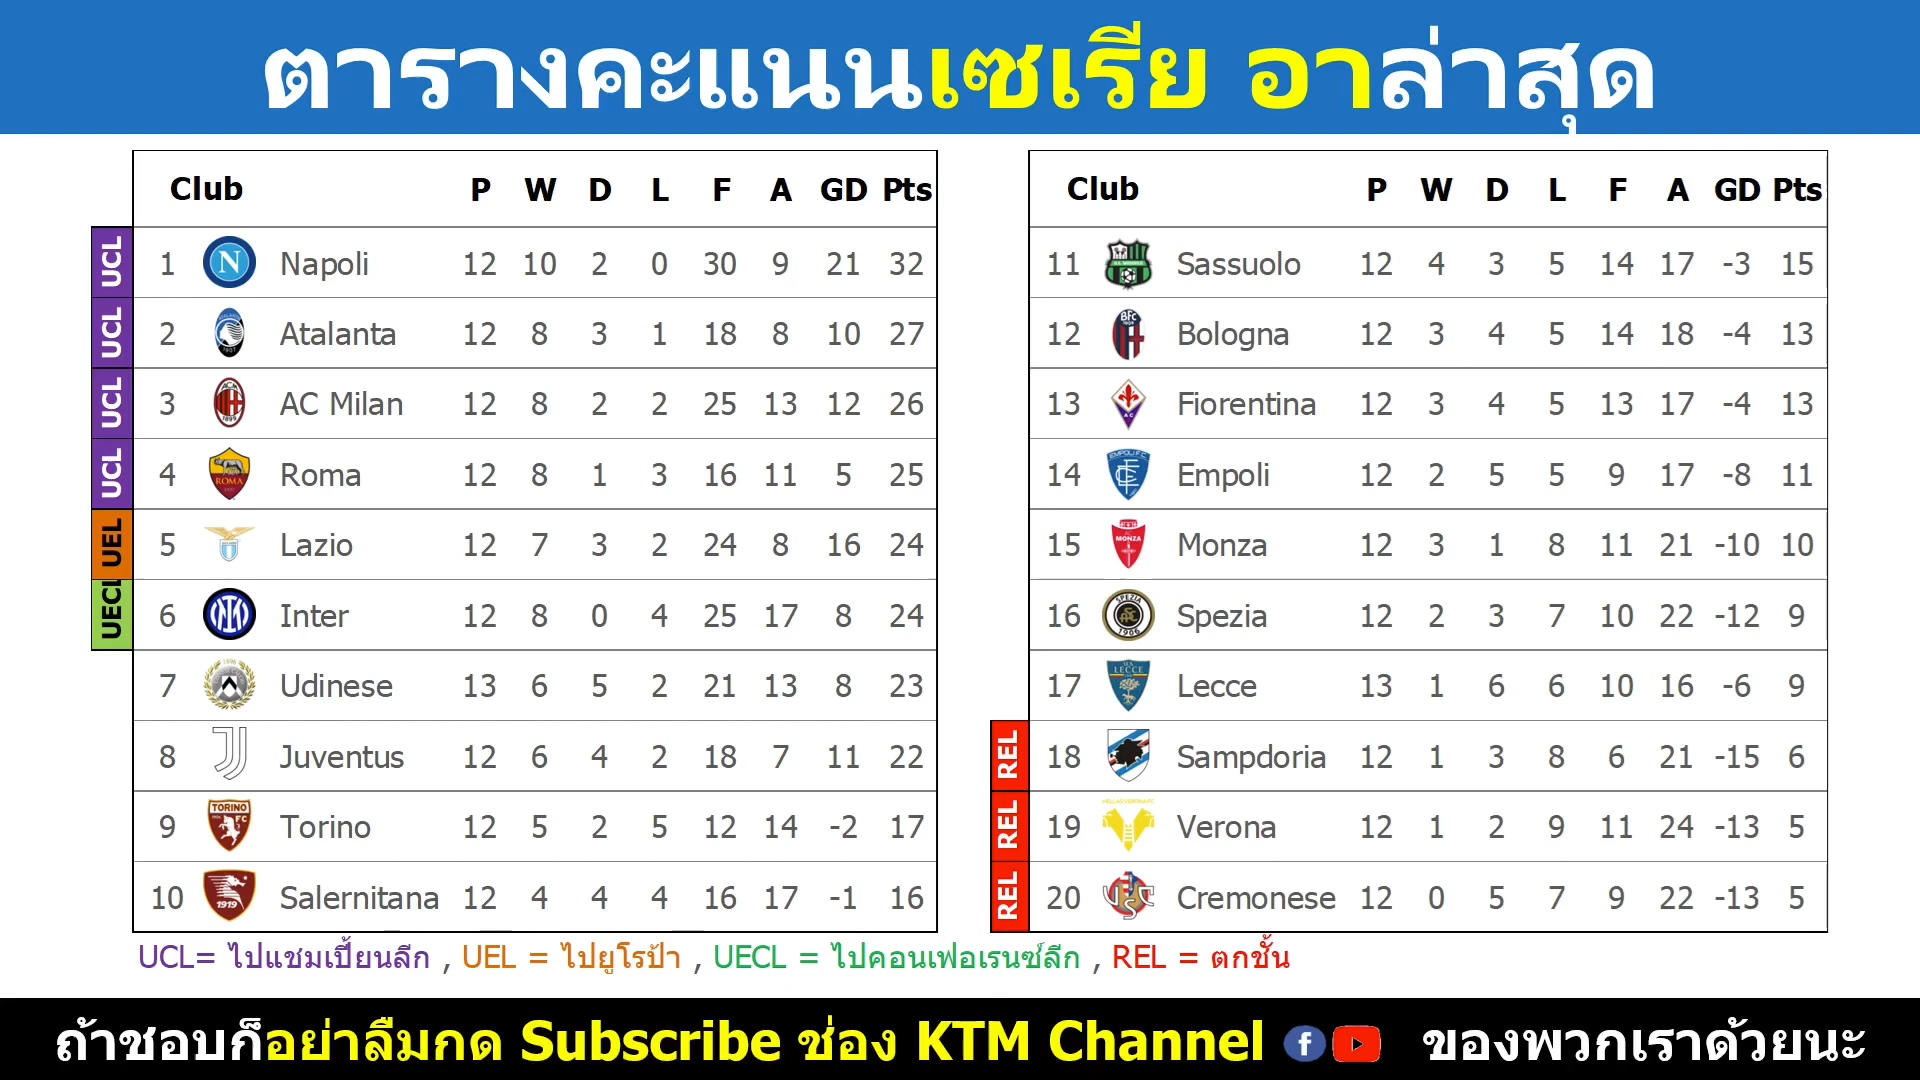 ตารางคะแนนเซเรีย อาล่าสุด
Club P W D L F A GD Pts
UCL 1 Napoli 12 10 2 0 30 9 21 32
UCL 2 Atalanta 12 8 3 1 18 8 10 27
UCL 3 AC Milan 12 8 2 2 25 13 12 26
UCL 4 Roma 12 8 1 3 16 11 5 25
UEL 5 Lazio 12 7 3 2 24 8 16 24
UECL 6 Inter 12 8 0 4 25 17 8 24
7 Udinese 13 6 5 2 21 13 8 23
8 Juventus 12 6 4 2 18 7 11 22
9 Torino 12 5 2 5 12 14 -2 17
10 Salernitana 12 4 4 4 16 17 -1 16
Club P W D L F A GD Pts
11 Sassuolo 12 4 3 5 14 17 -3 15
12 Bologna 12 3 4 5 14 18 -4 13
13 Fiorentina 12 3 4 5 13 17 -4 13
14 Empoli 12 2 5 5 9 17 -8 11
15 Monza 12 3 1 8 11 21 -10 10
16 Spezia 12 2 3 7 10 22 -12 9
17 Lecce 13 1 6 6 10 16 -6 9
REL 18 Sampdoria 12 1 3 8 6 21 -15 6
REL 19 Verona 12 1 2 9 11 24 -13 5
REL 20 Cremonese 12 0 5 7 9 22 -13 5
UCL= ไปแชมเปี้ยนลีก , UEL = ไปยูโรป้า , UECL = ไปคอนเฟอเรนซ์ลีก , REL = ตกชั้น
ถ้าชอบก็อย่าลืมกด Subscribe ช่อง KTM Channel ของพวกเราด้วยนะ